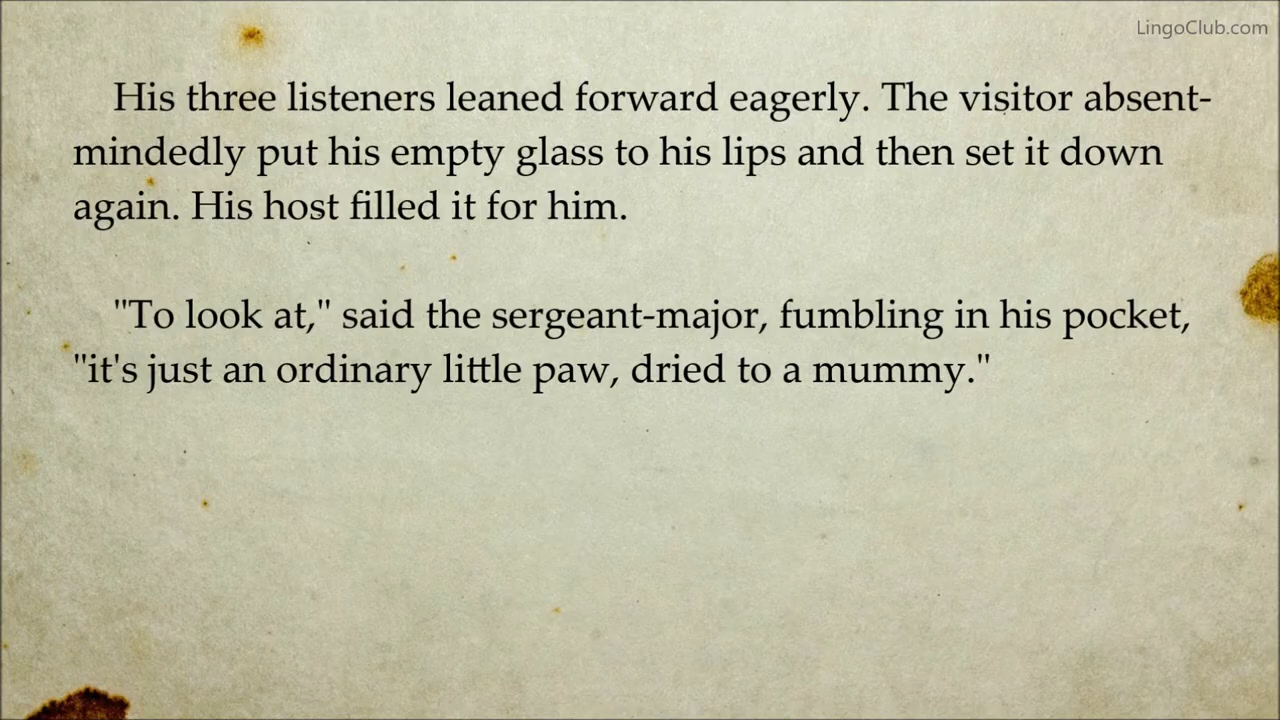 LingoClub.com
His three listeners leaned forward eagerly. The visitor absent-
mindedly put his empty glass to his lips and then set it down
again. His host filled it for him.
"To look at," said the sergeant-major, fumbling in his pocket,
"it's just an ordinary little paw, dried to a mummy."